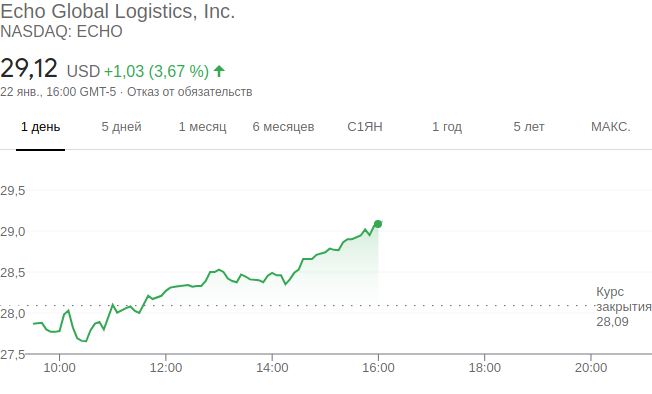 Echo Global Logistics, Inc.
NASDAQ: ECHO
29,12 USD +1,03 (3,67 %)
22 янв., 16:00 GMT-5 · Отказ от обязательств
1 день 5 дней 1 месяц 6 месяцев С1ЯН 1 год 5 лет МАКС.
29,5
29,0
28,5
Курс
закрытия
28,09
28,0
27,5
10:00 12:00 14:00 16:00 18:00 20:00